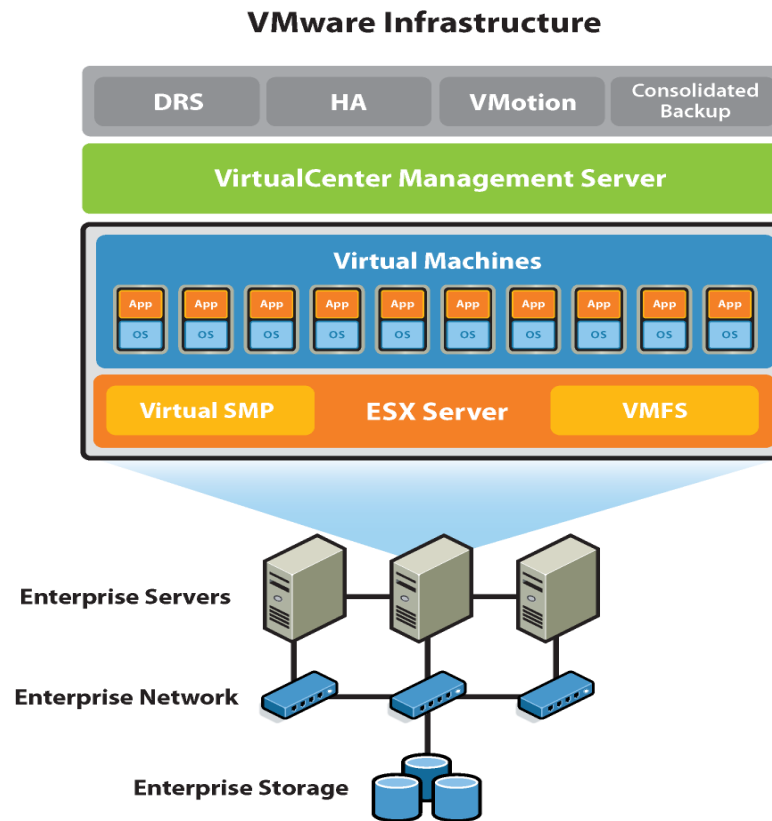 VMware Infrastructure
DRS
HA
VMotion
Consolidated
Backup
VirtualCenter Management Server
Virtual Machines
App App App App App App App App App App
OS OS OS OS OS OS OS OS OS OS
Virtual SMP
ESX Server
VMFS
Enterprise Servers
Enterprise Network
Enterprise Storage